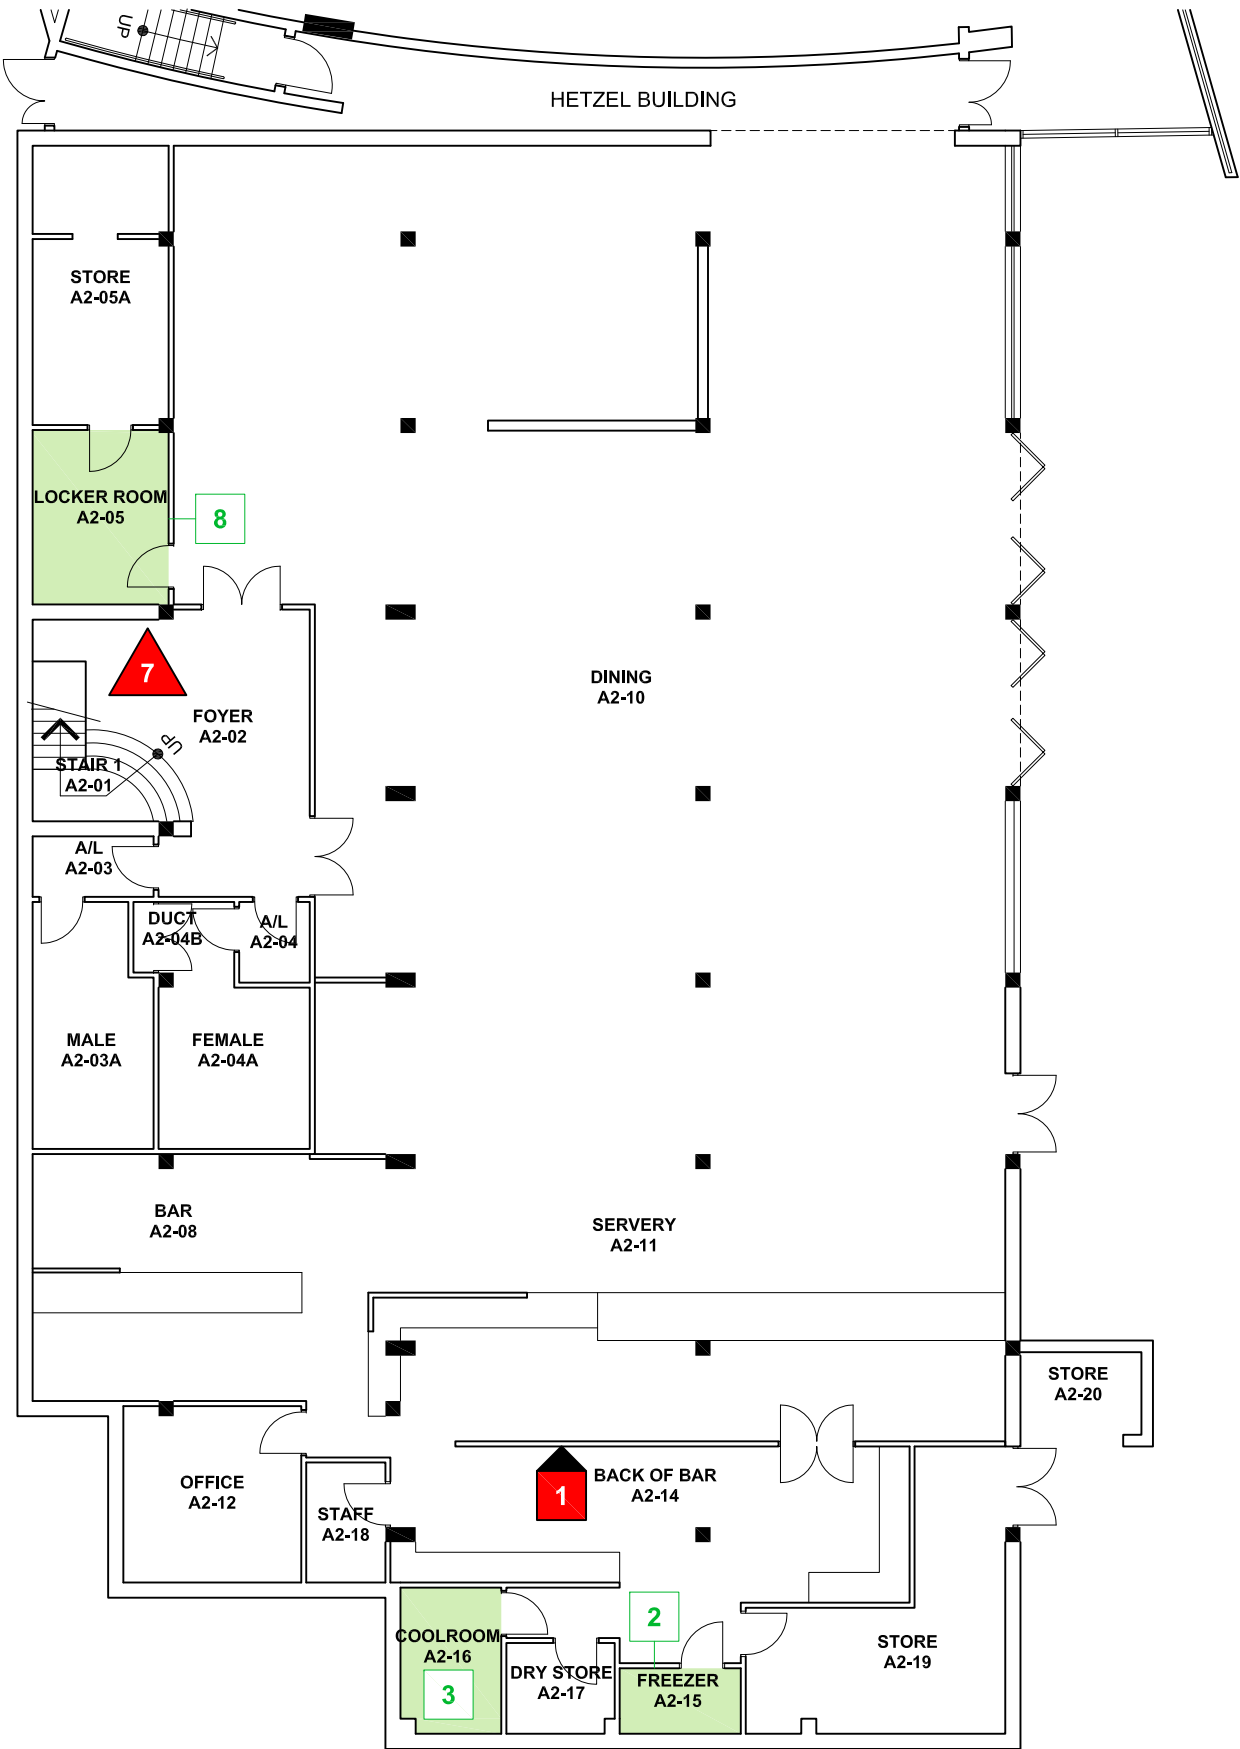 UP
HETZEL BUILDING
STORE
A2-05A
LOCKER ROOM
A2-05
8
7
FOYER
A2-02
UP
STAIR 1
A2-01
DINING
A2-10
A/L
A2-03
DUCT
A2-04B
A/L
A2-04
MALE
A2-03A
FEMALE
A2-04A
BAR
A2-08
SERVERY
A2-11
STORE
A2-20
OFFICE
A2-12
STAFF
A2-18
1
BACK OF BAR
A2-14
2
COOLROOM
A2-16
3
DRY STORE
A2-17
FREEZER
A2-15
STORE
A2-19